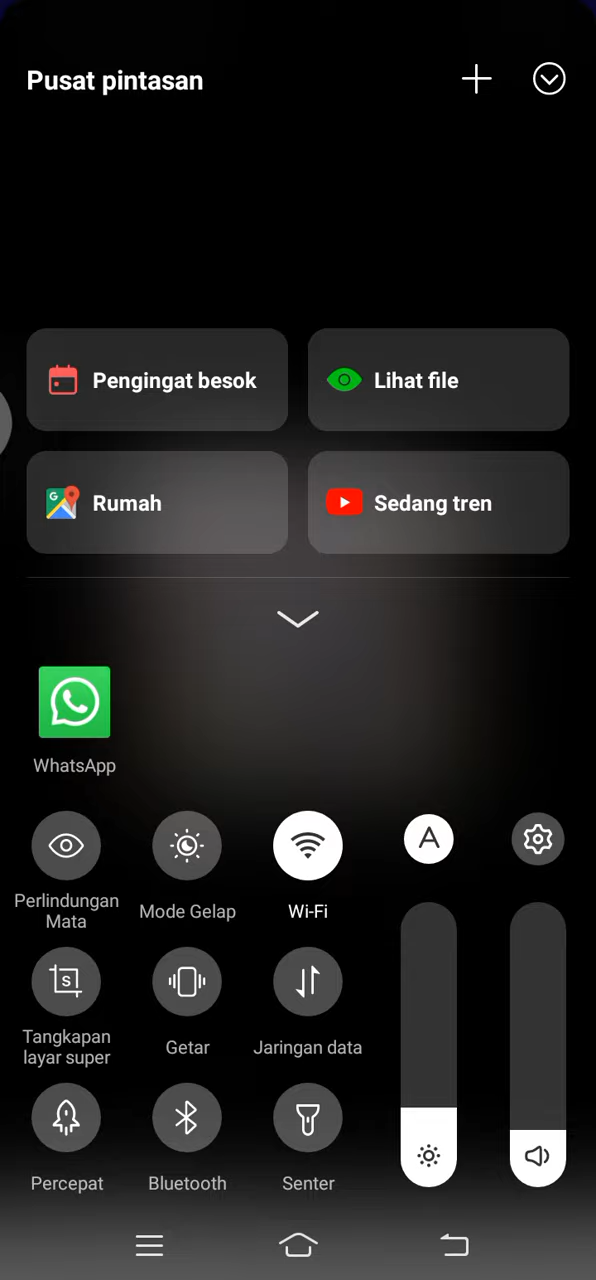 Pusat pintasan
Pengingat besok
Lihat file
Rumah
Sedang tren
WhatsApp
Perlindungan
Mata
Mode Gelap
Wi-Fi
A
Tangkapan
layar super
Getar
Jaringan data
Percepat
Bluetooth
Senter